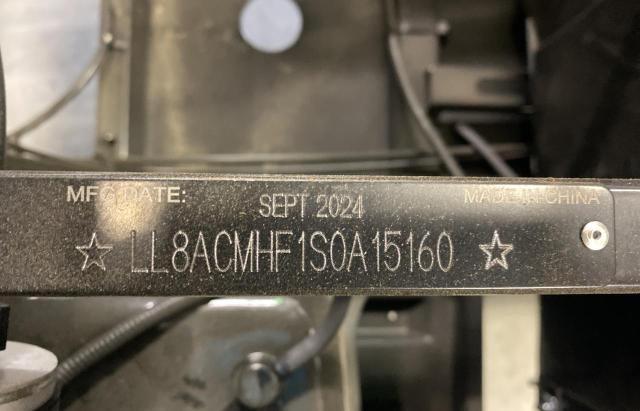 MFG DATE: SEPT 2024 MADE IN CHINA
☆ LL8ACMHF1S0A15160 ☆